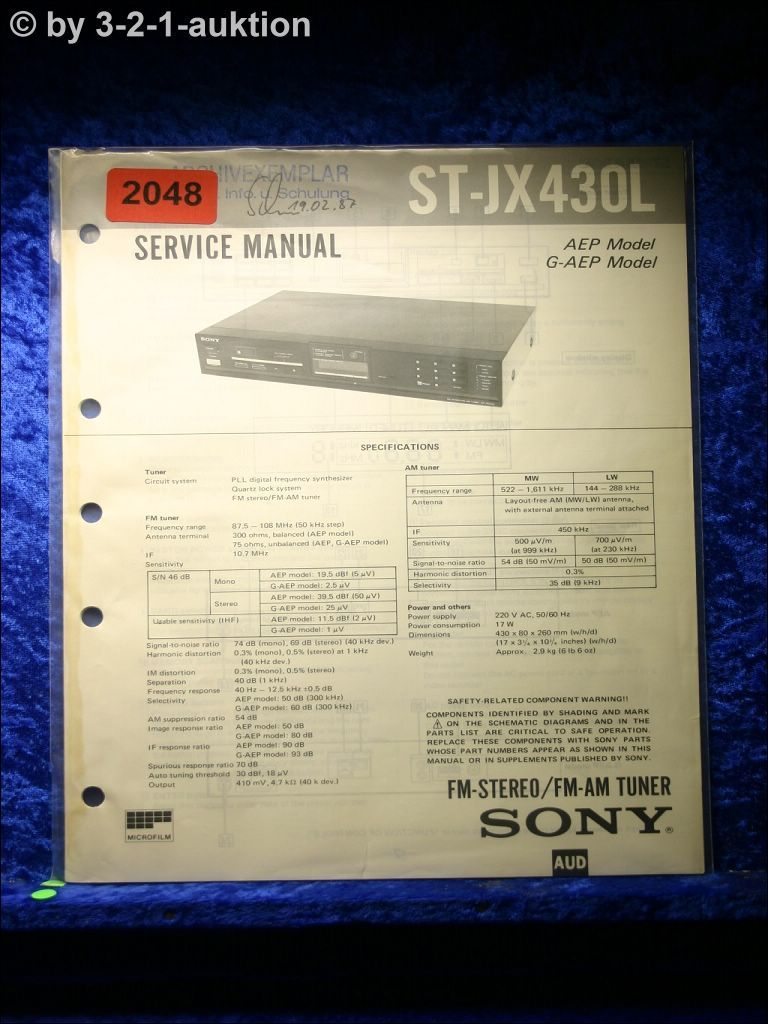 © by 3-2-1-auktion
ARCHIVEXEMPLAR
Info. u. Schulung
2048
19.02.87
ST-JX430L
SERVICE MANUAL
AEP Model
G-AEP Model
SONY
SPECIFICATIONS
Tuner
Circuit system PLL digital frequency synthesizer
Quartz lock system
FM stereo/FM-AM tuner
FM tuner
Frequency range 87.5 – 108 MHz (50 kHz step)
Antenna terminal 300 ohms, balanced (AEP model)
75 ohms, unbalanced (AEP, G-AEP model)
IF 10.7 MHz
Sensitivity
S/N 46 dB Mono AEP model: 19.5 dBf (5 μV)
G-AEP model: 2.5 μV
Stereo AEP model: 39.5 dBf (50 μV)
G-AEP model: 25 μV
Usable sensitivity (IHF) AEP model: 11.5 dBf (2 μV)
G-AEP model: 1 μV
Signal-to-noise ratio 74 dB (mono), 69 dB (stereo) (40 kHz dev.)
Harmonic distortion 0.3% (mono), 0.5% (stereo) at 1 kHz
(40 kHz dev.)
IM distortion 0.3% (mono), 0.5% (stereo)
Separation 40 dB (1 kHz)
Frequency response 40 Hz – 12.5 kHz ±0.5 dB
Selectivity AEP model: 50 dB (300 kHz)
G-AEP model: 60 dB (300 kHz)
AM suppression ratio 54 dB
Image response ratio AEP model: 50 dB
G-AEP model: 80 dB
IF response ratio AEP model: 90 dB
G-AEP model: 93 dB
Spurious response ratio 70 dB
Auto tuning threshold 30 dBf, 18 μV
Output 410 mV, 4.7 kΩ (40 k dev.)
AM tuner
MW LW
Frequency range 522 – 1,611 kHz 144 – 288 kHz
Antenna Layout-free AM (MW/LW) antenna,
with external antenna terminal attached
IF 450 kHz
Sensitivity 500 μV/m 700 μV/m
(at 999 kHz) (at 230 kHz)
Signal-to-noise ratio 54 dB (50 mV/m) 50 dB (50 mV/m)
Harmonic distortion 0.3%
Selectivity 35 dB (9 kHz)
Power and others
Power supply 220 V AC, 50/60 Hz
Power consumption 17 W
Dimensions 430 x 80 x 260 mm (w/h/d)
(17 x 3¼ x 10¼ inches) (w/h/d)
Weight Approx. 2.9 kg (6 lb 6 oz)
SAFETY-RELATED COMPONENT WARNING!!
COMPONENTS IDENTIFIED BY SHADING AND MARK
⚠ ON THE SCHEMATIC DIAGRAMS AND IN THE
PARTS LIST ARE CRITICAL TO SAFE OPERATION.
REPLACE THESE COMPONENTS WITH SONY PARTS
WHOSE PART NUMBERS APPEAR AS SHOWN IN THIS
MANUAL OR IN SUPPLEMENTS PUBLISHED BY SONY.
FM-STEREO/FM-AM TUNER
SONY®
MICROFILM
AUD